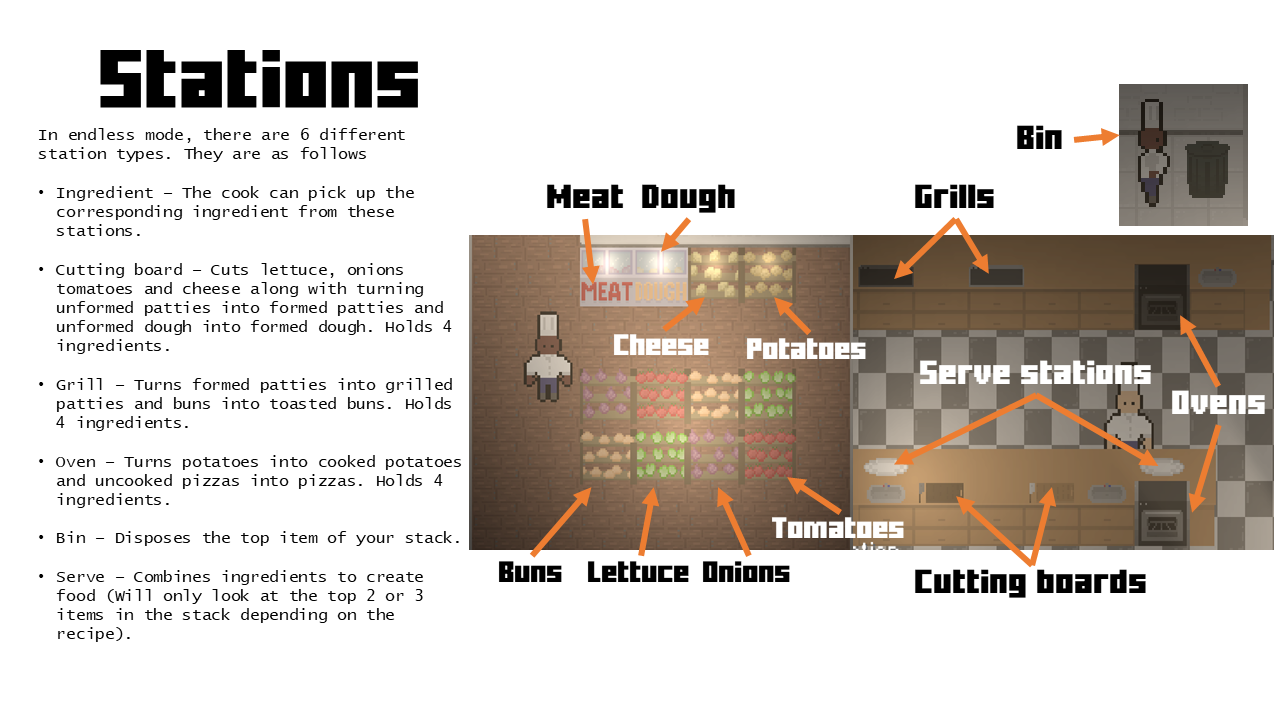 Stations
In endless mode, there are 6 different
station types. They are as follows
• Ingredient – The cook can pick up the
corresponding ingredient from these
stations.
• Cutting board – Cuts lettuce, onions
tomatoes and cheese along with turning
unformed patties into formed patties and
unformed dough into formed dough. Holds 4
ingredients.
• Grill – Turns formed patties into grilled
patties and buns into toasted buns. Holds
4 ingredients.
• Oven – Turns potatoes into cooked potatoes
and uncooked pizzas into pizzas. Holds 4
ingredients.
• Bin – Disposes the top item of your stack.
• Serve – Combines ingredients to create
food (Will only look at the top 2 or 3
items in the stack depending on the
recipe).
Bin
Meat Dough
Grills
MEAT DOUGH
Cheese
Potatoes
Serve stations
Ovens
Tomatoes
Buns Lettuce Onions
Cutting boards